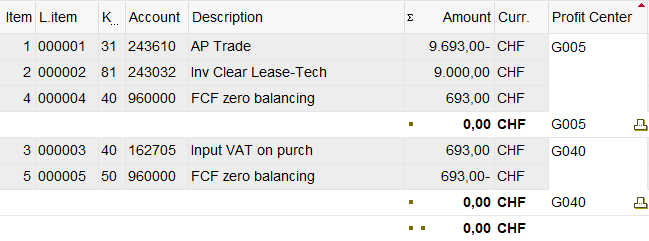 Item L.item K... Account Description Σ Amount Curr. Profit Center
1 000001 31 243610 AP Trade 9.693,00- CHF G005
2 000002 81 243032 Inv Clear Lease-Tech 9.000,00 CHF
4 000004 40 960000 FCF zero balancing 693,00 CHF
0,00 CHF G005
3 000003 40 162705 Input VAT on purch 693,00 CHF G040
5 000005 50 960000 FCF zero balancing 693,00- CHF
0,00 CHF G040
0,00 CHF